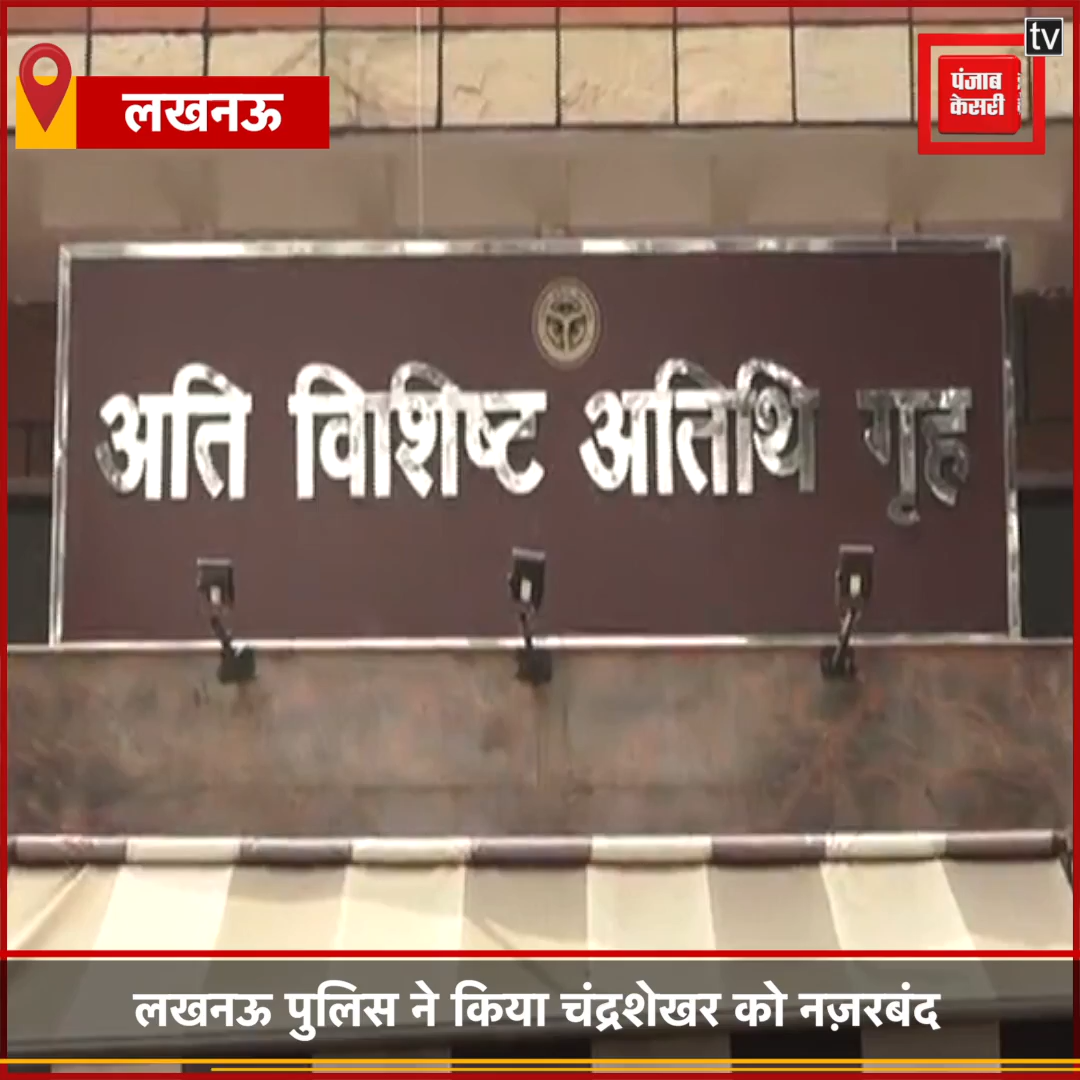 tv
लखनऊ
पंजाब
केसरी
अति विशिष्ट अतिथि गृह
लखनऊ पुलिस ने किया चंद्रशेखर को नज़रबंद